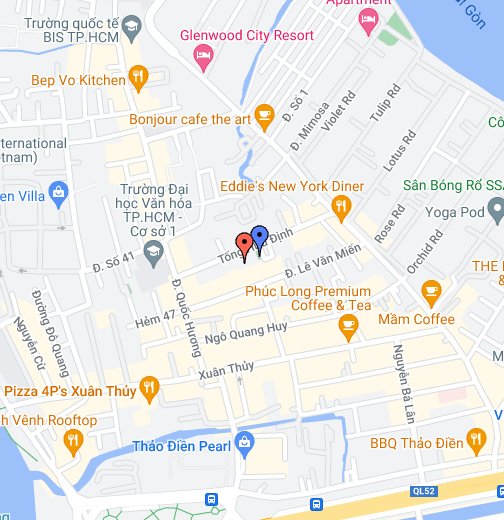 Trường quốc tế
BIS TP.HCM
Apartment
Sài Gòn
Glenwood City Resort
Bep Vo Kitchen
Đ. Số 1
Violet Rd
Tulip Rd
Bonjour cafe the art
Đ. Mimosa
nternational
etnam)
Lotus Rd
Trường Đại
học Văn hóa
TP.HCM -
Cơ sở 1
Eddie's New York Diner
Sân Bóng Rổ SSA
en Villa
Yoga Pod
Rose Rd
Orchid Rd
Đ. Số 41
Định
Đ. Lê Văn Miến
THE
Đường Đỗ Quang
Đ. Quốc Hương
Phúc Long Premium
Coffee & Tea
Mầm Coffee
Hẻm 47
Nguyễn Cừ
Ngô Quang Huy
Xuân Thủy
Nguyễn Bá Lân
Pizza 4P's Xuân Thủy
h Vênh Rooftop
Thảo Điền Pearl
BBQ Thảo Điền
QL52